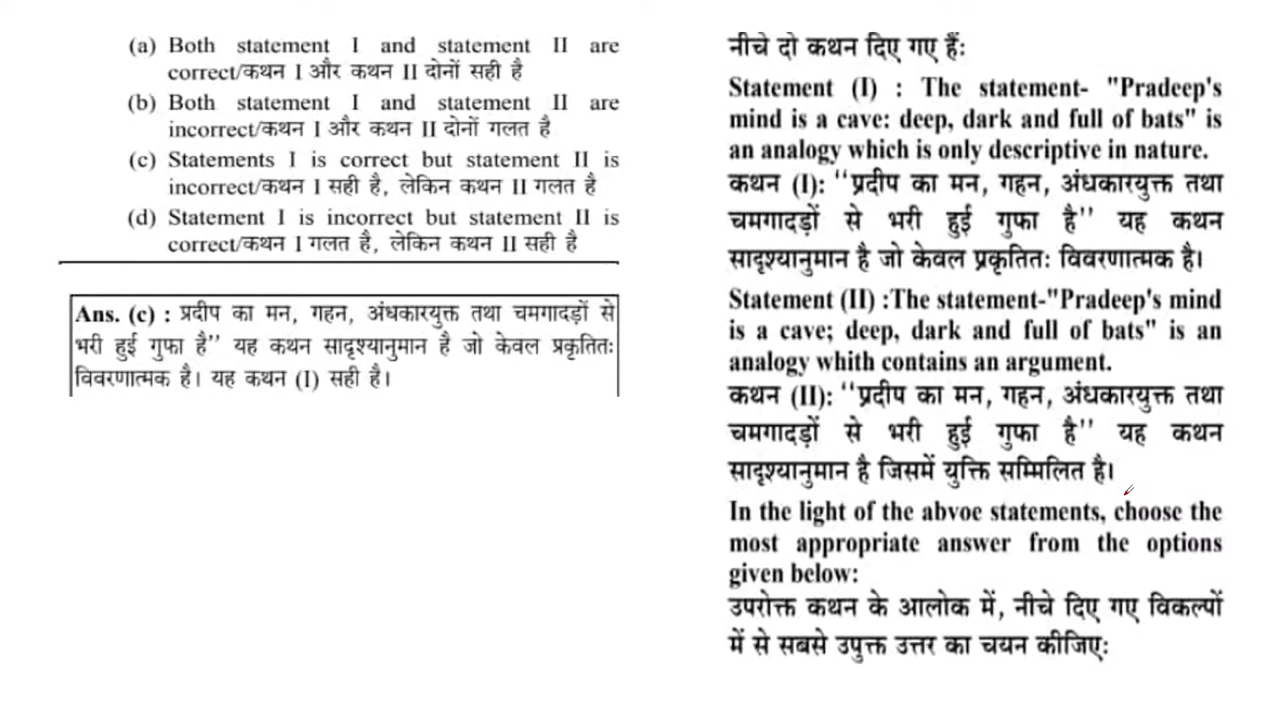 (a) Both statement I and statement II are
correct/कथन I और कथन II दोनों सही है
(b) Both statement I and statement II are
incorrect/कथन I और कथन II दोनों गलत है
(c) Statements I is correct but statement II is
incorrect/कथन I सही है, लेकिन कथन II गलत है
(d) Statement I is incorrect but statement II is
correct/कथन I गलत है, लेकिन कथन II सही है
Ans. (c) : प्रदीप का मन, गहन, अंधकारयुक्त तथा चमगादड़ों से
भरी हुई गुफा है” यह कथन सादृश्यानुमान है जो केवल प्रकृतितः
विवरणात्मक है। यह कथन (I) सही है।
नीचे दो कथन दिए गए हैंः
Statement (I) : The statement- "Pradeep's
mind is a cave: deep, dark and full of bats" is
an analogy which is only descriptive in nature.
कथन (I): “प्रदीप का मन, गहन, अंधकारयुक्त तथा
चमगादड़ों से भरी हुई गुफा है” यह कथन
सादृश्यानुमान है जो केवल प्रकृतितः विवरणात्मक है।
Statement (II) :The statement-"Pradeep's mind
is a cave; deep, dark and full of bats" is an
analogy whith contains an argument.
कथन (II): “प्रदीप का मन, गहन, अंधकारयुक्त तथा
चमगादड़ों से भरी हुई गुफा है” यह कथन
सादृश्यानुमान है जिसमें युक्ति सम्मिलित है।
In the light of the abvoe statements, choose the
most appropriate answer from the options
given below:
उपरोक्त कथन के आलोक में, नीचे दिए गए विकल्पों
में से सबसे उपुक्त उत्तर का चयन कीजिएः